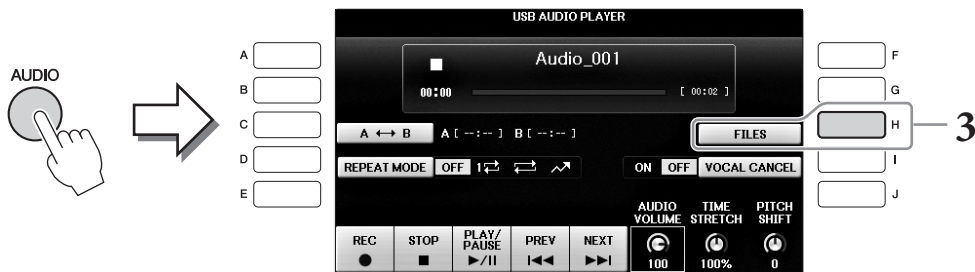 USB AUDIO PLAYER
AUDIO
A
B
C
D
E
Audio_001
00:00 [ 00:02 ]
A ↔ B A [ --:-- ] B [ --:-- ]
FILES
REPEAT MODE OFF 1
ON OFF VOCAL CANCEL
AUDIO VOLUME
TIME STRETCH
PITCH SHIFT
100
100%
0
REC
STOP
PLAY/
PAUSE
PREV
NEXT
F
G
H
I
J
3